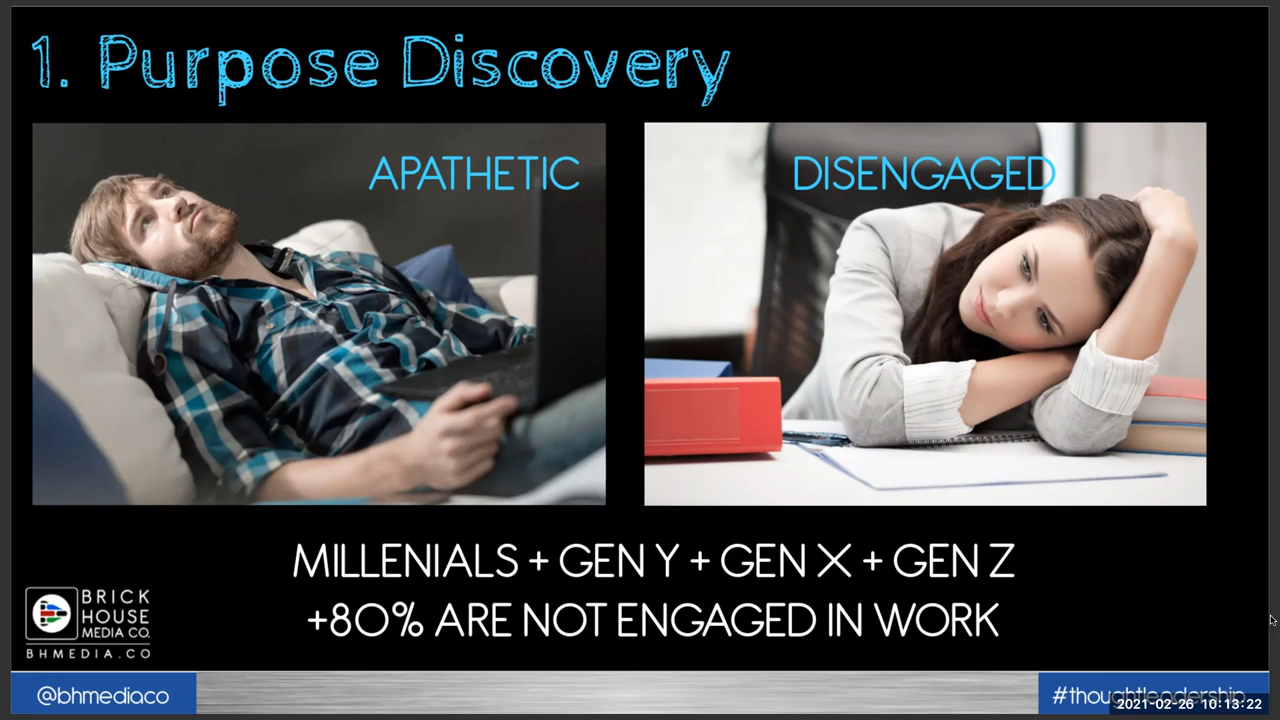 1. Purpose Discovery
APATHETIC
DISENGAGED
MILLENIALS + GEN Y + GEN X + GEN Z
+80% ARE NOT ENGAGED IN WORK
BRICK
HOUSE
MEDIA CO.
BHMEDIA.CO
@bhmediaco
#thoughtleadership
2021-02-26 10:13:22